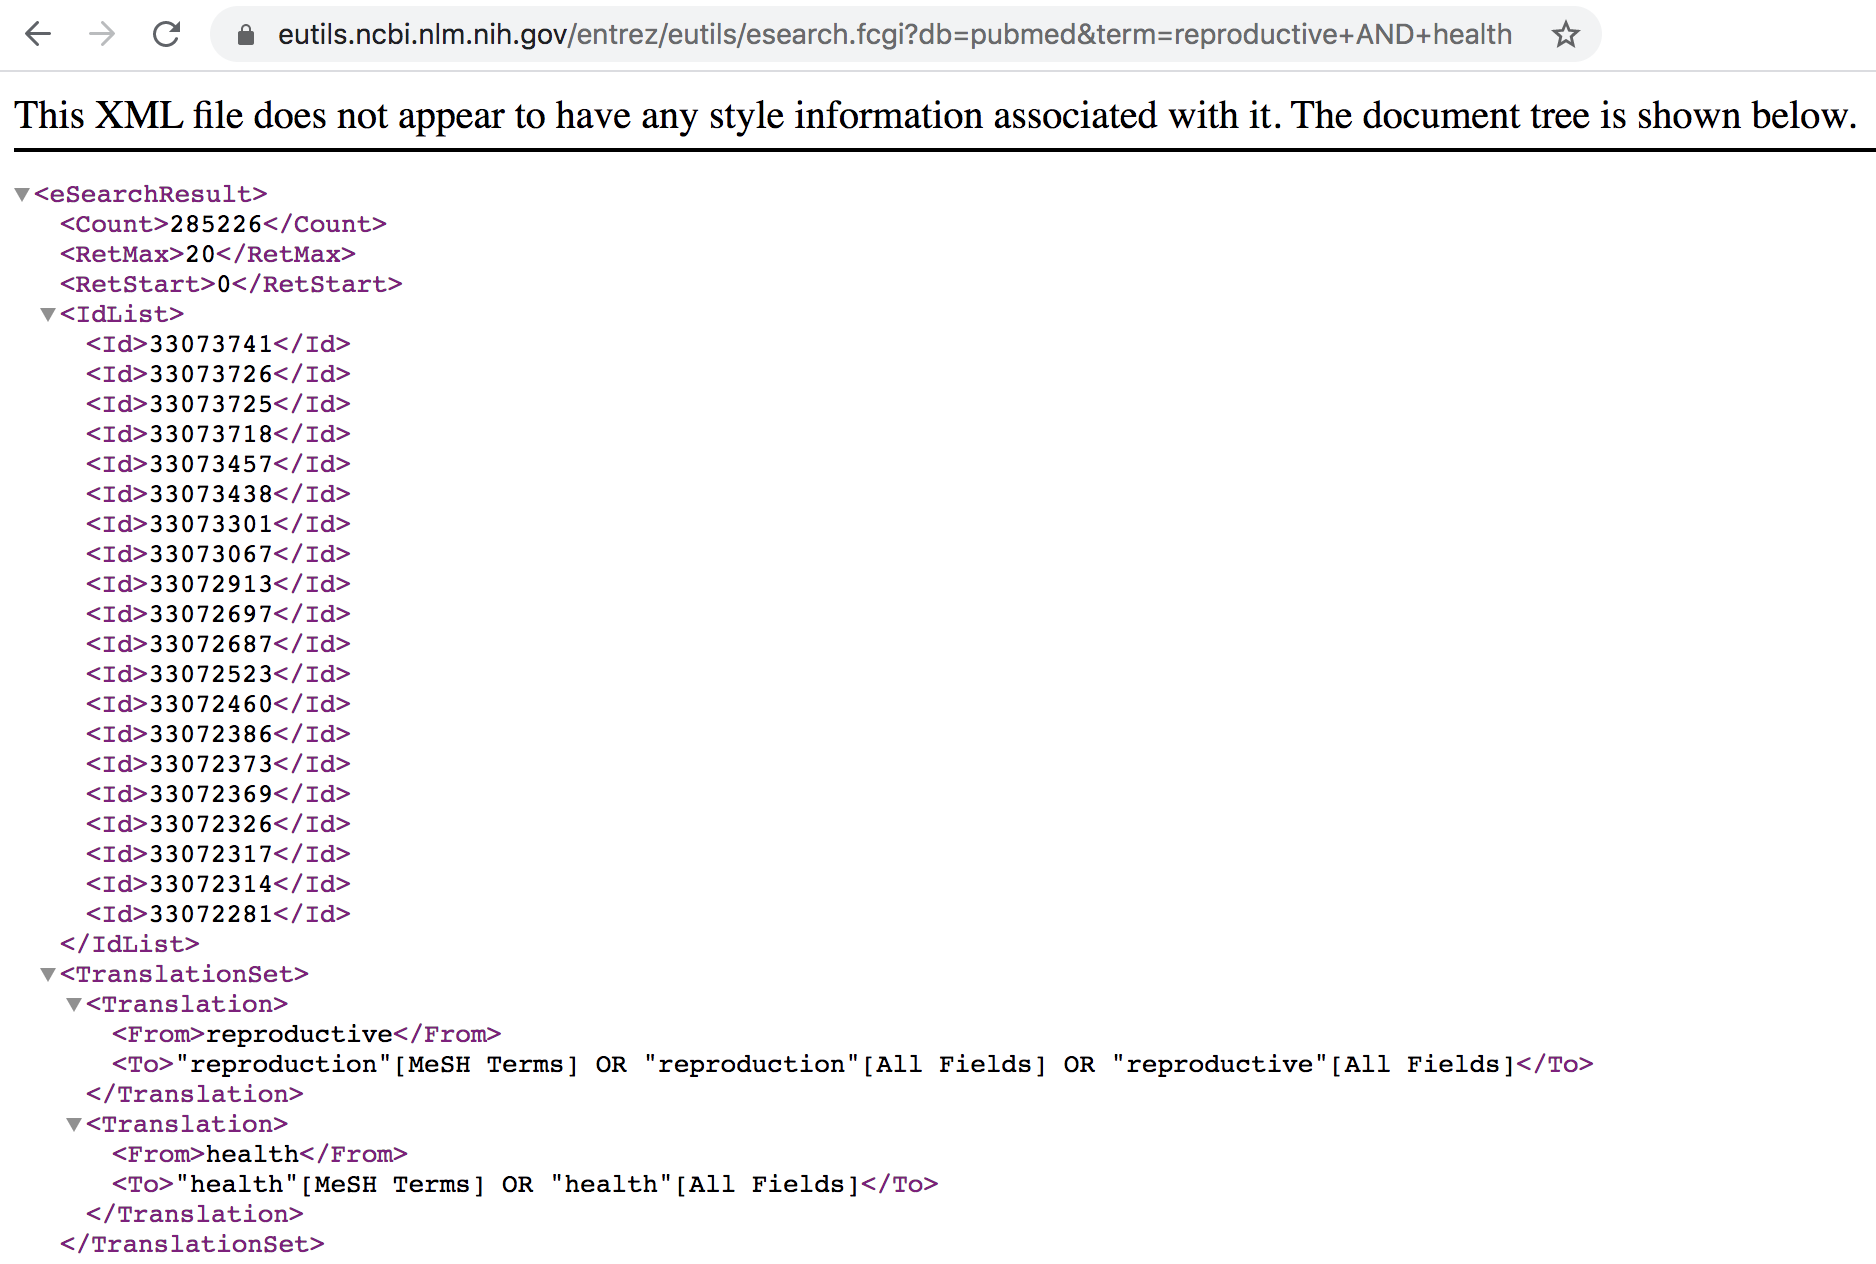 eutils.ncbi.nlm.nih.gov/entrez/eutils/esearch.fcgi?db=pubmed&term=reproductive+AND+health
This XML file does not appear to have any style information associated with it. The document tree is shown below.
<eSearchResult>
<Count>285226</Count>
<RetMax>20</RetMax>
<RetStart>0</RetStart>
<IdList>
<Id>33073741</Id>
<Id>33073726</Id>
<Id>33073725</Id>
<Id>33073718</Id>
<Id>33073457</Id>
<Id>33073438</Id>
<Id>33073301</Id>
<Id>33073067</Id>
<Id>33072913</Id>
<Id>33072697</Id>
<Id>33072687</Id>
<Id>33072523</Id>
<Id>33072460</Id>
<Id>33072386</Id>
<Id>33072373</Id>
<Id>33072369</Id>
<Id>33072326</Id>
<Id>33072317</Id>
<Id>33072314</Id>
<Id>33072281</Id>
</IdList>
<TranslationSet>
<Translation>
<From>reproductive</From>
<To>"reproduction"[MeSH Terms] OR "reproduction"[All Fields] OR "reproductive"[All Fields]</To>
</Translation>
<Translation>
<From>health</From>
<To>"health"[MeSH Terms] OR "health"[All Fields]</To>
</Translation>
</TranslationSet>